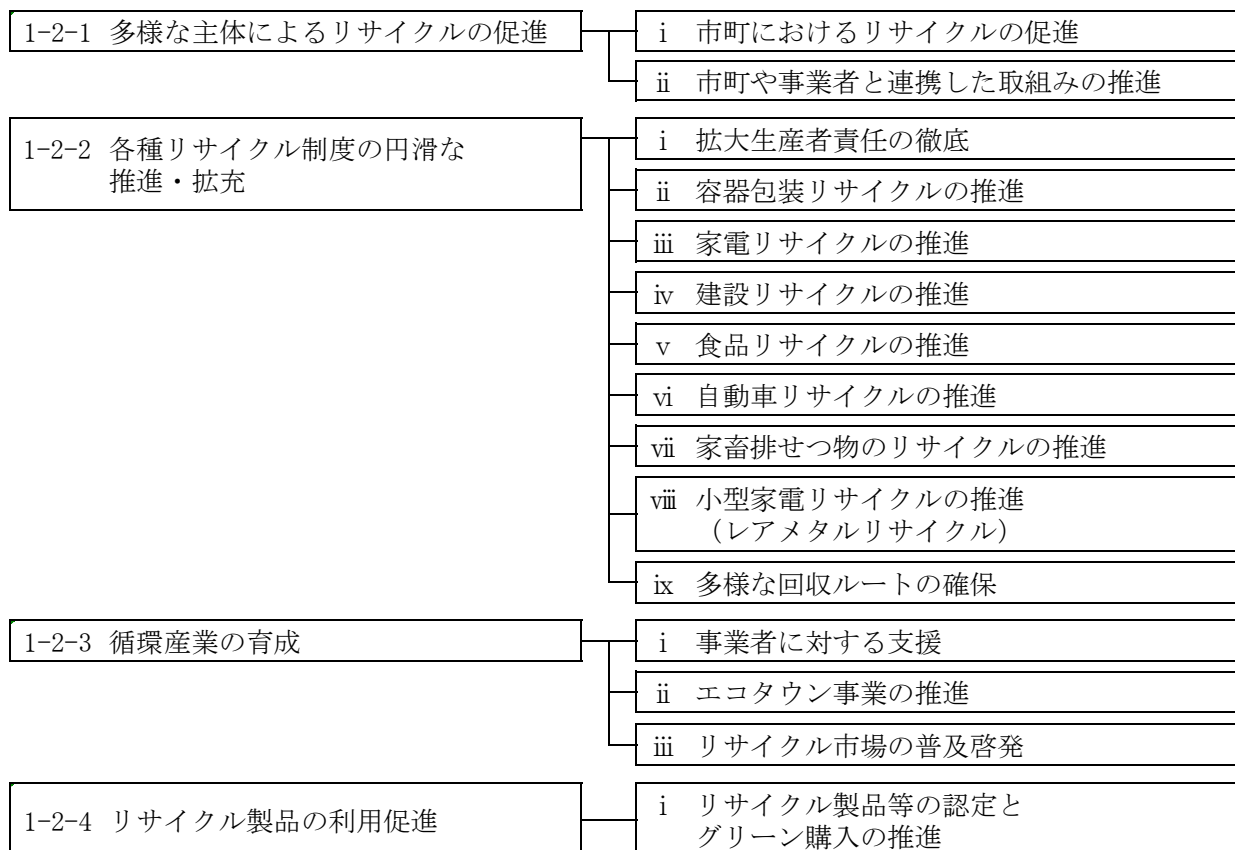 1-2-1 多様な主体によるリサイクルの促進
ⅰ 市町におけるリサイクルの促進
ⅱ 市町や事業者と連携した取組みの推進
1-2-2 各種リサイクル制度の円滑な
推進・拡充
ⅰ 拡大生産者責任の徹底
ⅱ 容器包装リサイクルの推進
ⅲ 家電リサイクルの推進
ⅳ 建設リサイクルの推進
ⅴ 食品リサイクルの推進
ⅵ 自動車リサイクルの推進
ⅶ 家畜排せつ物のリサイクルの推進
ⅷ 小型家電リサイクルの推進
（レアメタルリサイクル）
ⅸ 多様な回収ルートの確保
1-2-3 循環産業の育成
ⅰ 事業者に対する支援
ⅱ エコタウン事業の推進
ⅲ リサイクル市場の普及啓発
1-2-4 リサイクル製品の利用促進
ⅰ リサイクル製品等の認定と
グリーン購入の推進